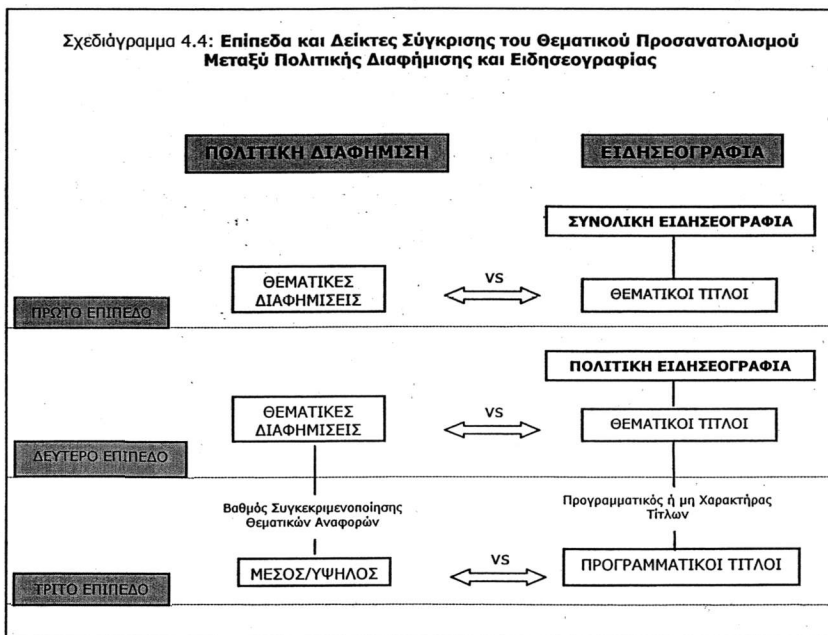 Σχεδιάγραμμα 4.4: Επίπεδα και Δείκτες Σύγκρισης του Θεματικού Προσανατολισμού
Μεταξύ Πολιτικής Διαφήμισης και Ειδησεογραφίας
ΠΟΛΙΤΙΚΗ ΔΙΑΦΗΜΙΣΗ
ΕΙΔΗΣΕΟΓΡΑΦΙΑ
ΣΥΝΟΛΙΚΗ ΕΙΔΗΣΕΟΓΡΑΦΙΑ
ΘΕΜΑΤΙΚΕΣ
ΔΙΑΦΗΜΙΣΕΙΣ
VS
ΘΕΜΑΤΙΚΟΙ ΤΙΤΛΟΙ
ΠΡΩΤΟ ΕΠΙΠΕΔΟ
ΠΟΛΙΤΙΚΗ ΕΙΔΗΣΕΟΓΡΑΦΙΑ
ΘΕΜΑΤΙΚΕΣ
ΔΙΑΦΗΜΙΣΕΙΣ
VS
ΘΕΜΑΤΙΚΟΙ ΤΙΤΛΟΙ
ΔΕΥΤΕΡΟ ΕΠΙΠΕΔΟ
Βαθμός Συγκεκριμενοποίησης
Θεματικών Αναφορών
Προγραμματικός ή μη Χαρακτήρας
Τίτλων
ΜΕΣΟΣ/ΥΨΗΛΟΣ
VS
ΠΡΟΓΡΑΜΜΑΤΙΚΟΙ ΤΙΤΛΟΙ
ΤΡΙΤΟ ΕΠΙΠΕΔΟ